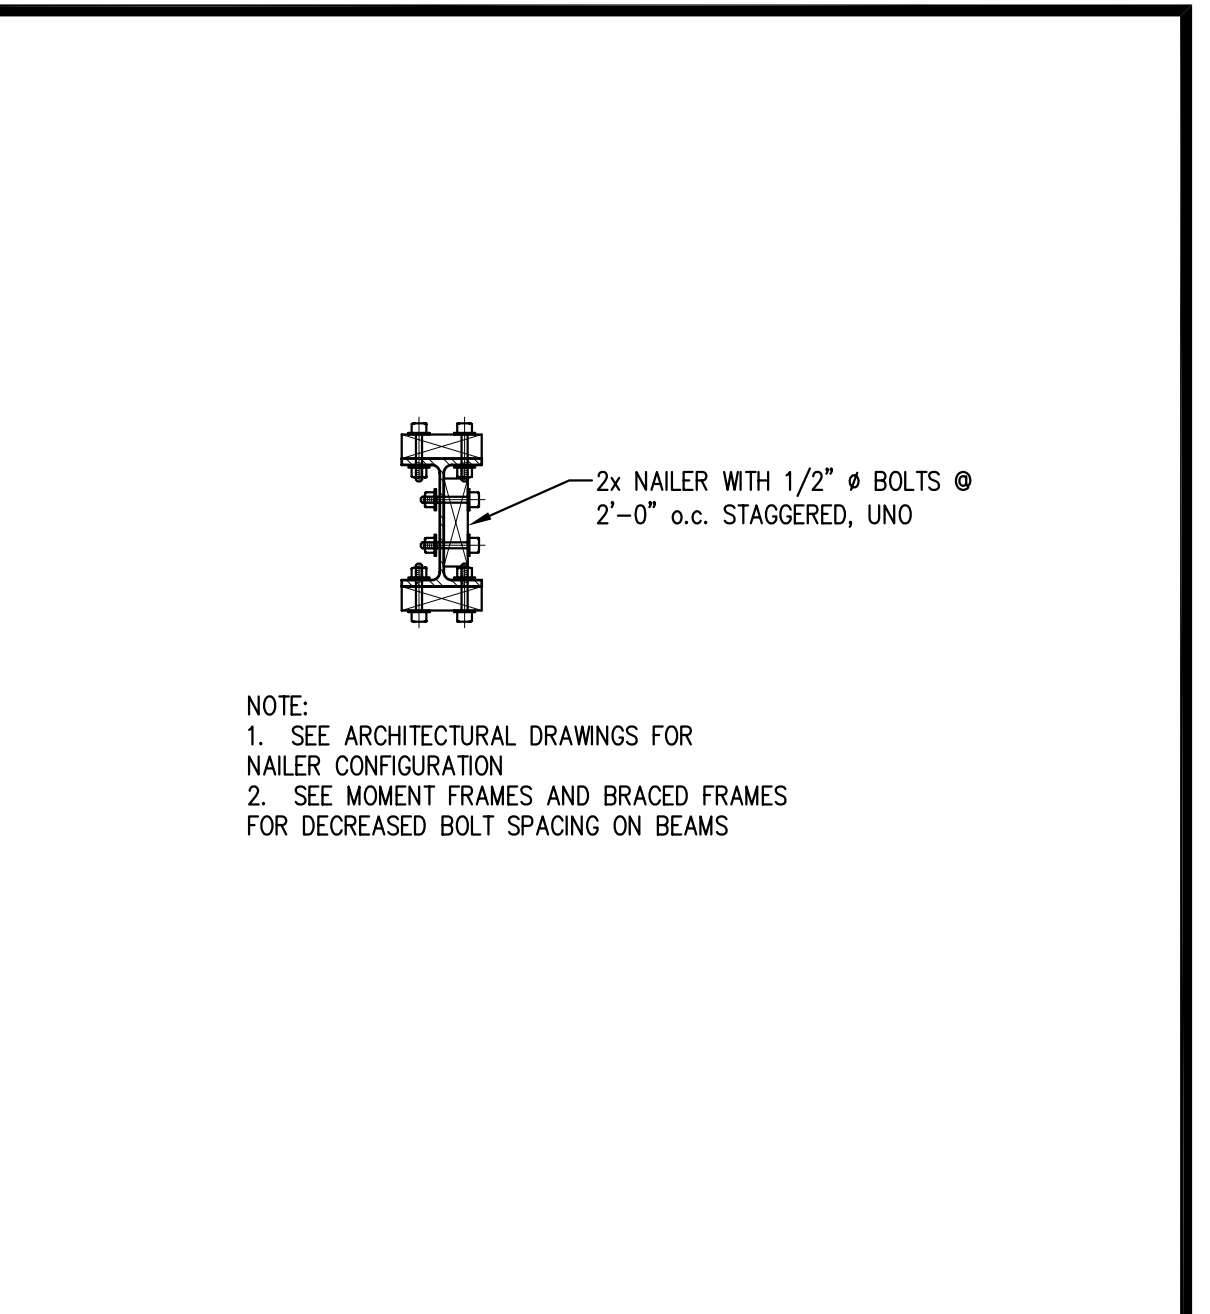 2x NAILER WITH 1/2" ø BOLTS @
2'-0" o.c. STAGGERED, UNO
NOTE:
1. SEE ARCHITECTURAL DRAWINGS FOR
NAILER CONFIGURATION
2. SEE MOMENT FRAMES AND BRACED FRAMES
FOR DECREASED BOLT SPACING ON BEAMS